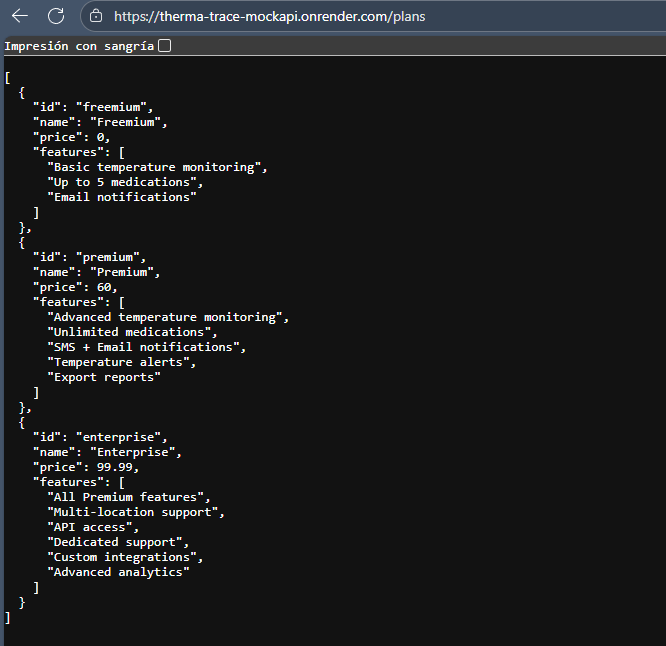 https://therma-trace-mockapi.onrender.com/plans
Impresión con sangría
[
  {
    "id": "freemium",
    "name": "Freemium",
    "price": 0,
    "features": [
      "Basic temperature monitoring",
      "Up to 5 medications",
      "Email notifications"
    ]
  },
  {
    "id": "premium",
    "name": "Premium",
    "price": 60,
    "features": [
      "Advanced temperature monitoring",
      "Unlimited medications",
      "SMS + Email notifications",
      "Temperature alerts",
      "Export reports"
    ]
  },
  {
    "id": "enterprise",
    "name": "Enterprise",
    "price": 99.99,
    "features": [
      "All Premium features",
      "Multi-location support",
      "API access",
      "Dedicated support",
      "Custom integrations",
      "Advanced analytics"
    ]
  }
]